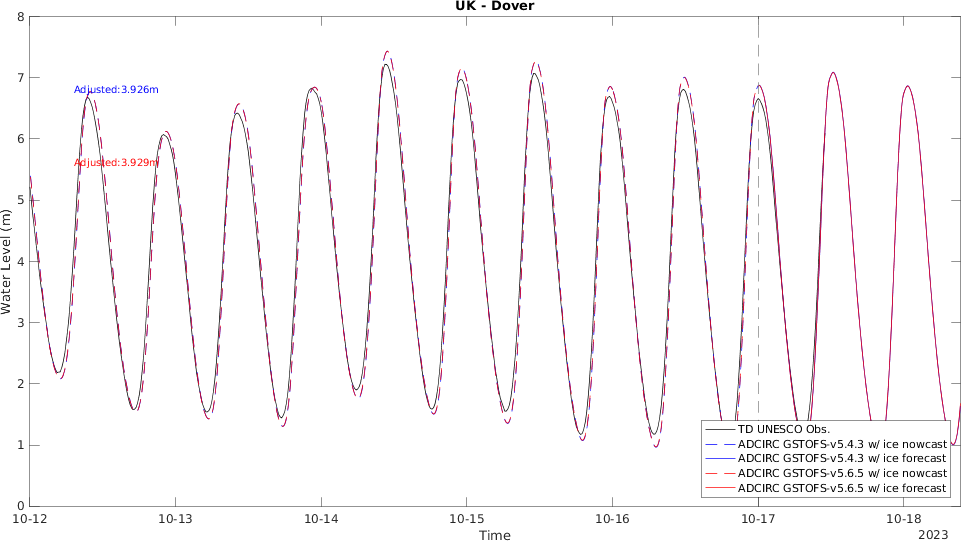 UK - Dover
8
7
Adjusted:3.926m
6
Adjusted:3.929m
5
4
3
2
1
0
Water Level (m)
TD UNESCO Obs.
ADCIRC GSTOFS-v5.4.3 w/ ice nowcast
ADCIRC GSTOFS-v5.4.3 w/ ice forecast
ADCIRC GSTOFS-v5.6.5 w/ ice nowcast
ADCIRC GSTOFS-v5.6.5 w/ ice forecast
10-12 10-13 10-14 10-15 10-16 10-17 10-18
Time
2023